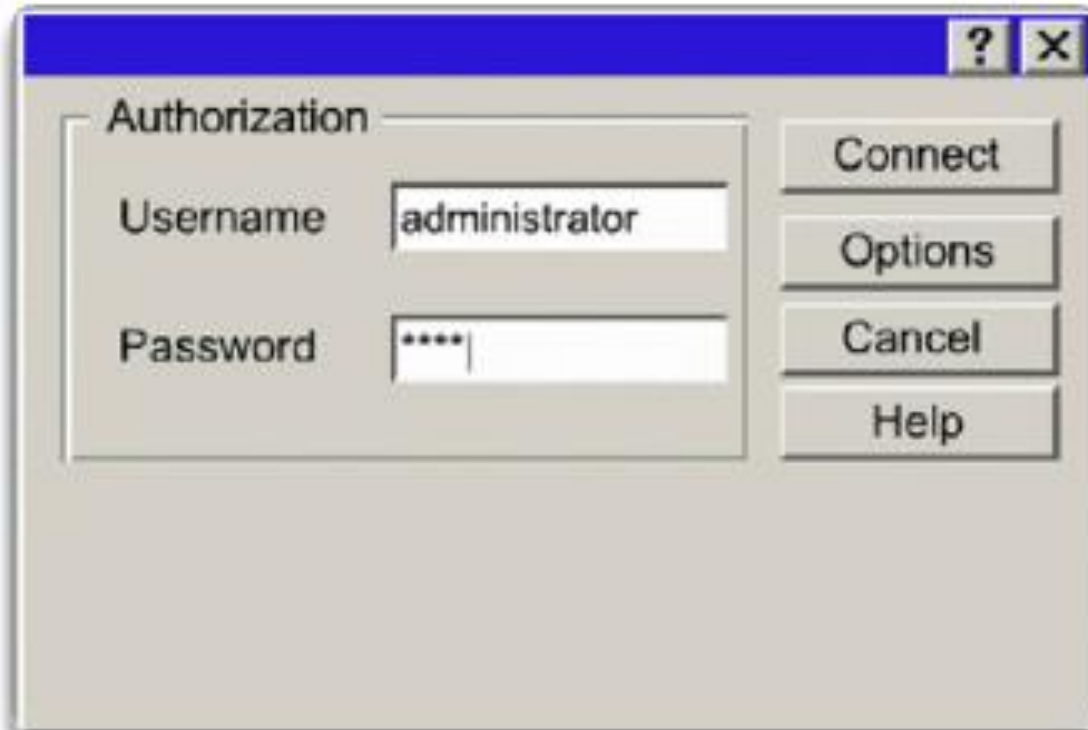 ?
Authorization
Username administrator
Password ****
Connect
Options
Cancel
Help